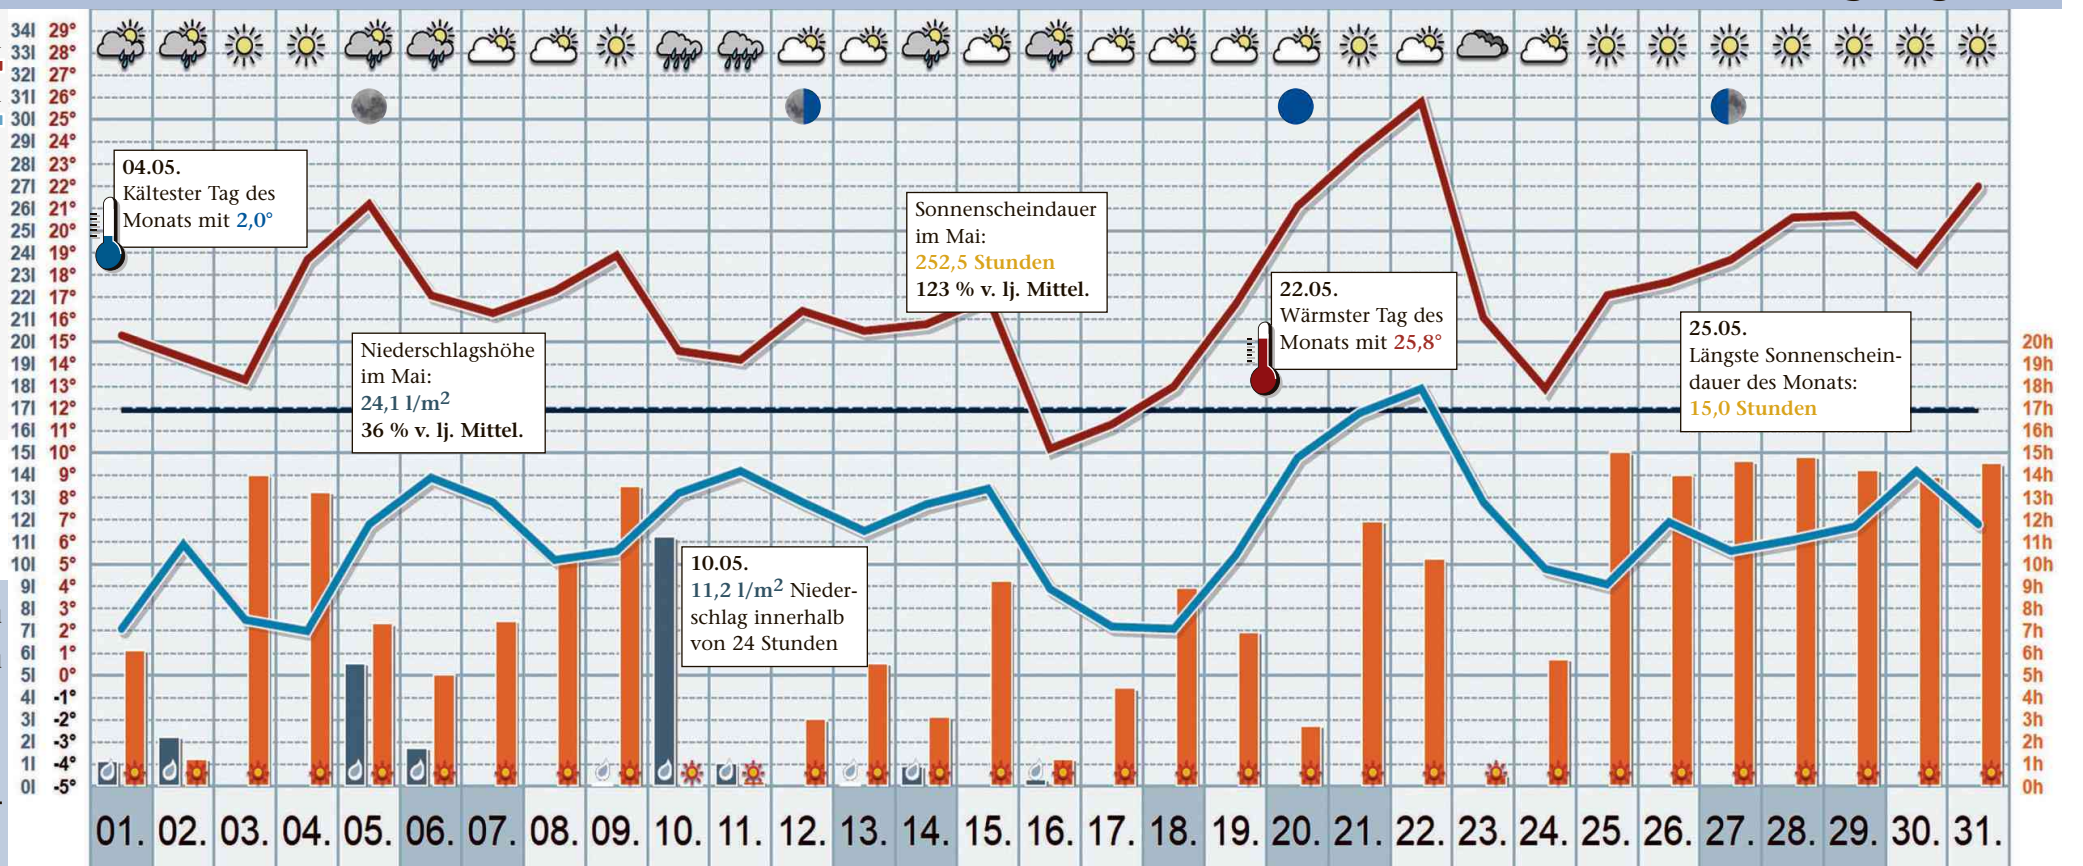 34l 29°
33l 28°
32l 27°
31l 26°
30l 25°
29l 24°
28l 23°
27l 22°
26l 21°
25l 20°
24l 19°
23l 18°
22l 17°
21l 16°
20l 15°
19l 14°
18l 13°
17l 12°
16l 11°
15l 10°
14l 9°
13l 8°
12l 7°
11l 6°
10l 5°
9l 4°
8l 3°
7l 2°
6l 1°
5l 0°
4l -1°
3l -2°
2l -3°
1l -4°
0l -5°
04.05.
Kältester Tag des
Monats mit 2,0°
Niederschlagshöhe
im Mai:
24,1 l/m²
36 % v. lj. Mittel.
10.05.
11,2 l/m² Nieder-
schlag innerhalb
von 24 Stunden
Sonnenscheindauer
im Mai:
252,5 Stunden
123 % v. lj. Mittel.
22.05.
Wärmster Tag des
Monats mit 25,8°
25.05.
Längste Sonnenschein-
dauer des Monats:
15,0 Stunden
20h
19h
18h
17h
16h
15h
14h
13h
12h
11h
10h
9h
8h
7h
6h
5h
4h
3h
2h
1h
0h
01. 02. 03. 04. 05. 06. 07. 08. 09. 10. 11. 12. 13. 14. 15. 16. 17. 18. 19. 20. 21. 22. 23. 24. 25. 26. 27. 28. 29. 30. 31.